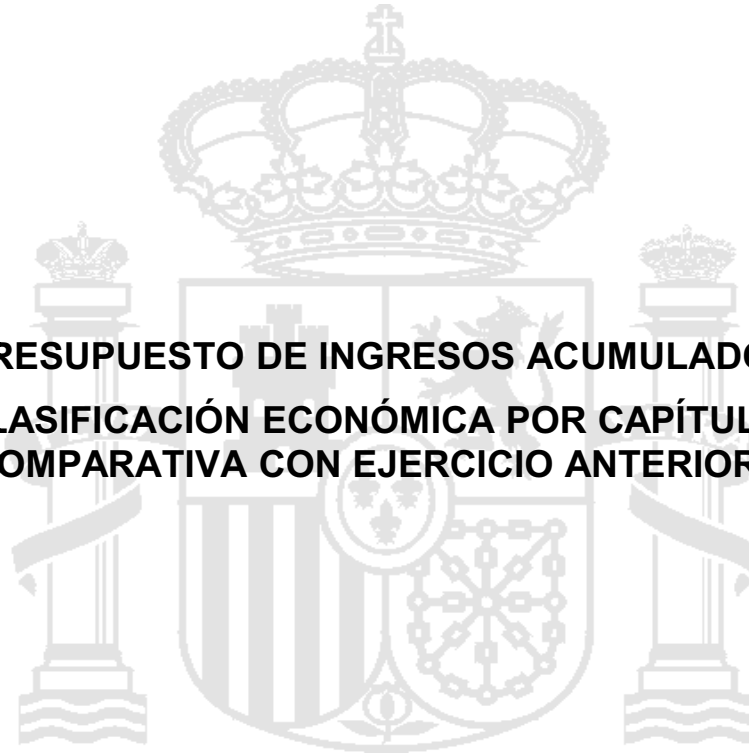 RESUPUESTO DE INGRESOS ACUMULADO
LASIFICACIÓN ECONÓMICA POR CAPÍTUL
OMPARATIVA CON EJERCICIO ANTERIOR